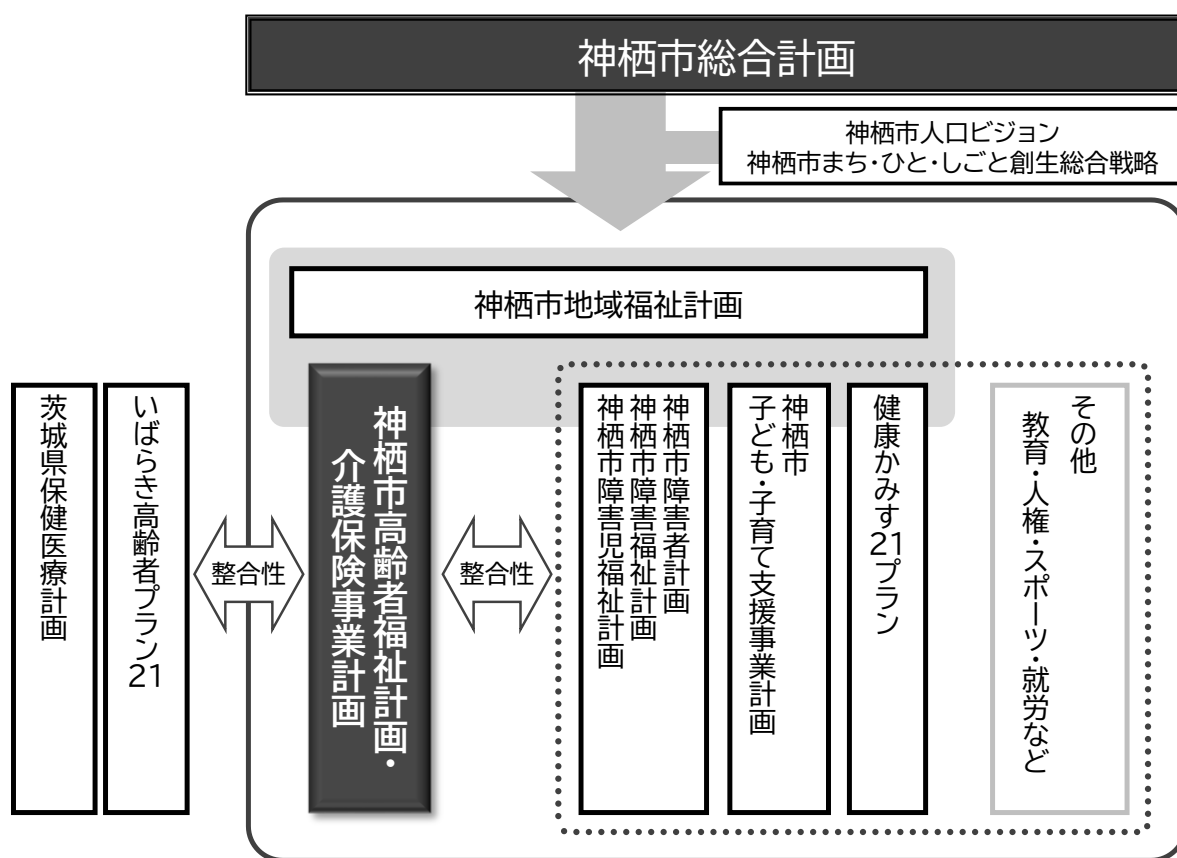 神栖市総合計画
神栖市人口ビジョン
神栖市まち・ひと・しごと創生総合戦略
神栖市地域福祉計画
茨城県保健医療計画
いばらき高齢者プラン21
整合性
神栖市高齢者福祉計画・
介護保険事業計画
整合性
神栖市障害者計画
神栖市障害福祉計画
神栖市障害児福祉計画
神栖市
子ども・子育て支援事業計画
健康かみす21プラン
その他
教育・人権・スポーツ・就労など